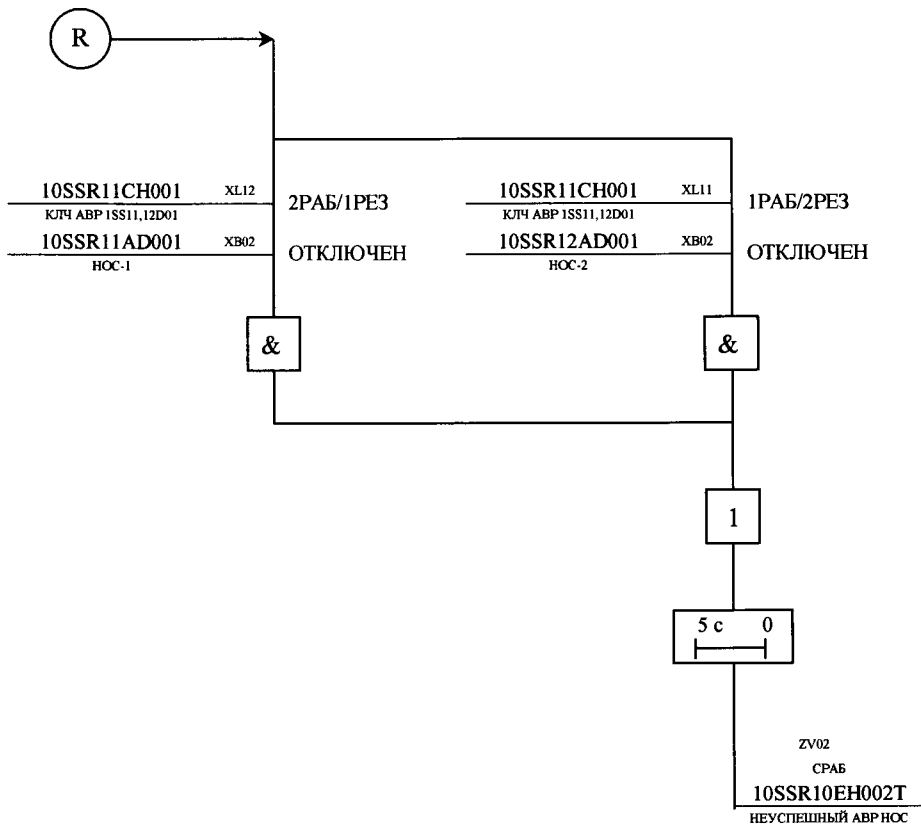 R
10SSR11CH001 XL12
КЛЧ АВР 1SS11,12D01
2РАБ/1РЕЗ
10SSR11AD001 XB02
НОС-1
ОТКЛЮЧЕН
10SSR11CH001 XL11
КЛЧ АВР 1SS11,12D01
1РАБ/2РЕЗ
10SSR12AD001 XB02
НОС-2
ОТКЛЮЧЕН
&
&
1
5 с 0
ZV02
СРАБ
10SSR10EH002T
НЕУСПЕШНЫЙ АВР НОС